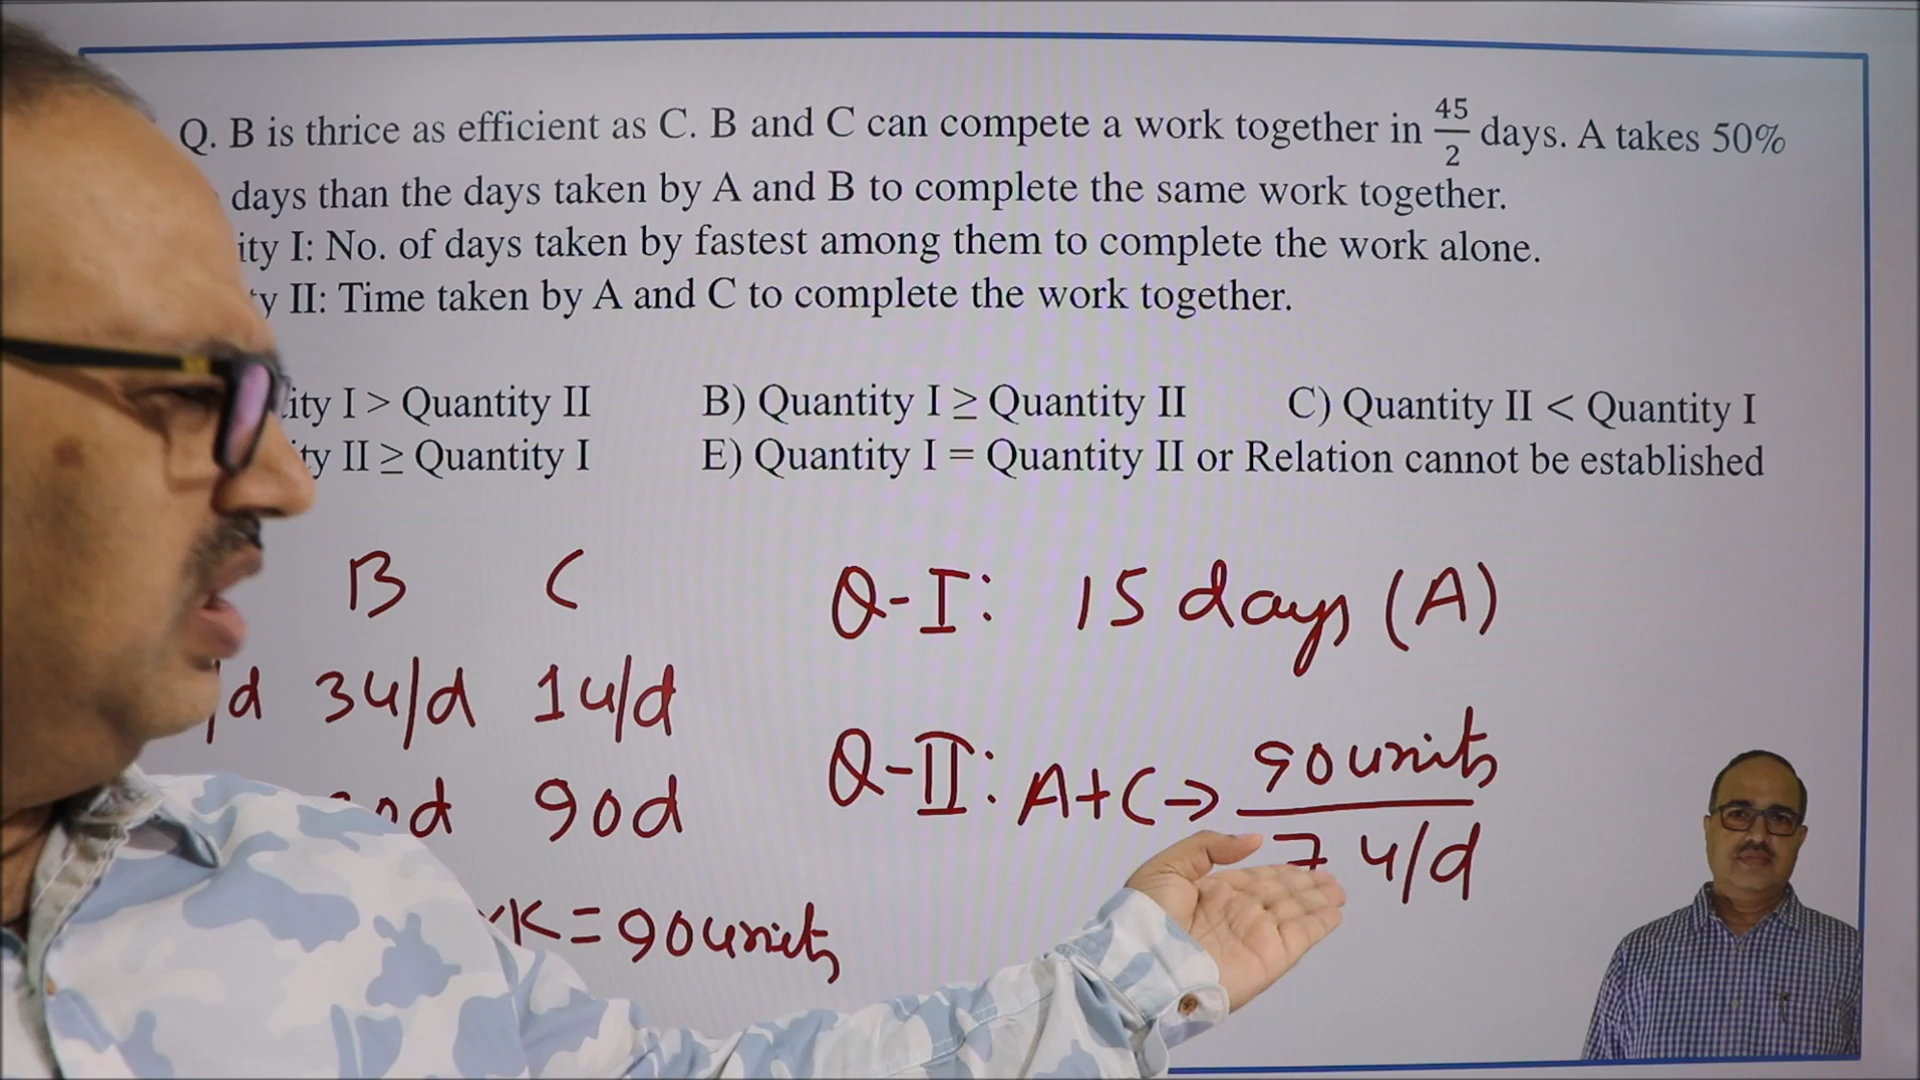 Q. B is thrice as efficient as C. B and C can compete a work together in 45/2 days. A takes 50%
days than the days taken by A and B to complete the same work together.
ity I: No. of days taken by fastest among them to complete the work alone.
y II: Time taken by A and C to complete the work together.
ity I > Quantity II B) Quantity I ≥ Quantity II C) Quantity II < Quantity I
ty II ≥ Quantity I E) Quantity I = Quantity II or Relation cannot be established
B C
/d 3u/d 1u/d
0d 90d
K = 90units
Q-I: 15 days (A)
Q-II: A+C → 90units/7u/d